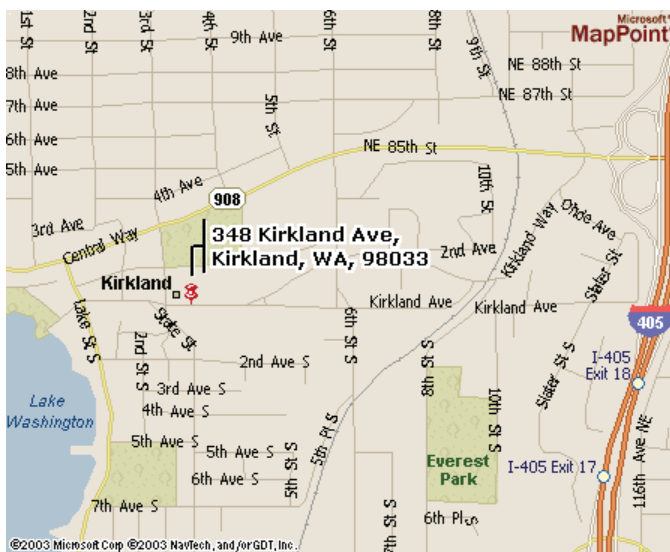 Microsoft®
MapPoint®
1st St
2nd St
3rd St
4th St
6th St
8th St
9th St
9th Ave
NE 88th St
8th Ave
NE 87th St
7th Ave
5th St
6th Ave
NE 85th St
5th Ave
4th Ave
10th St
908
3rd Ave
Central Way
348 Kirkland Ave,
Kirkland, WA, 98033
2nd Ave
Kirkland Way
Ohde Ave
Slater St
Kirkland
Kirkland Ave
Kirkland Ave
405
Lake St S
State St
2nd St S
6th St S
I-405
Exit 18
2nd Ave S
Slater St S
8th St S
10th St S
3rd Ave S
Lake
Washington
4th Ave S
5th Pl S
5th Ave S
5th Ave S
5th St S
Everest
Park
I-405 Exit 17
116th Ave NE
6th Ave S
7th Ave S
7th St S
6th Pl S
©2003 Microsoft Corp ©2003 NavTech, and/or GDT, Inc.